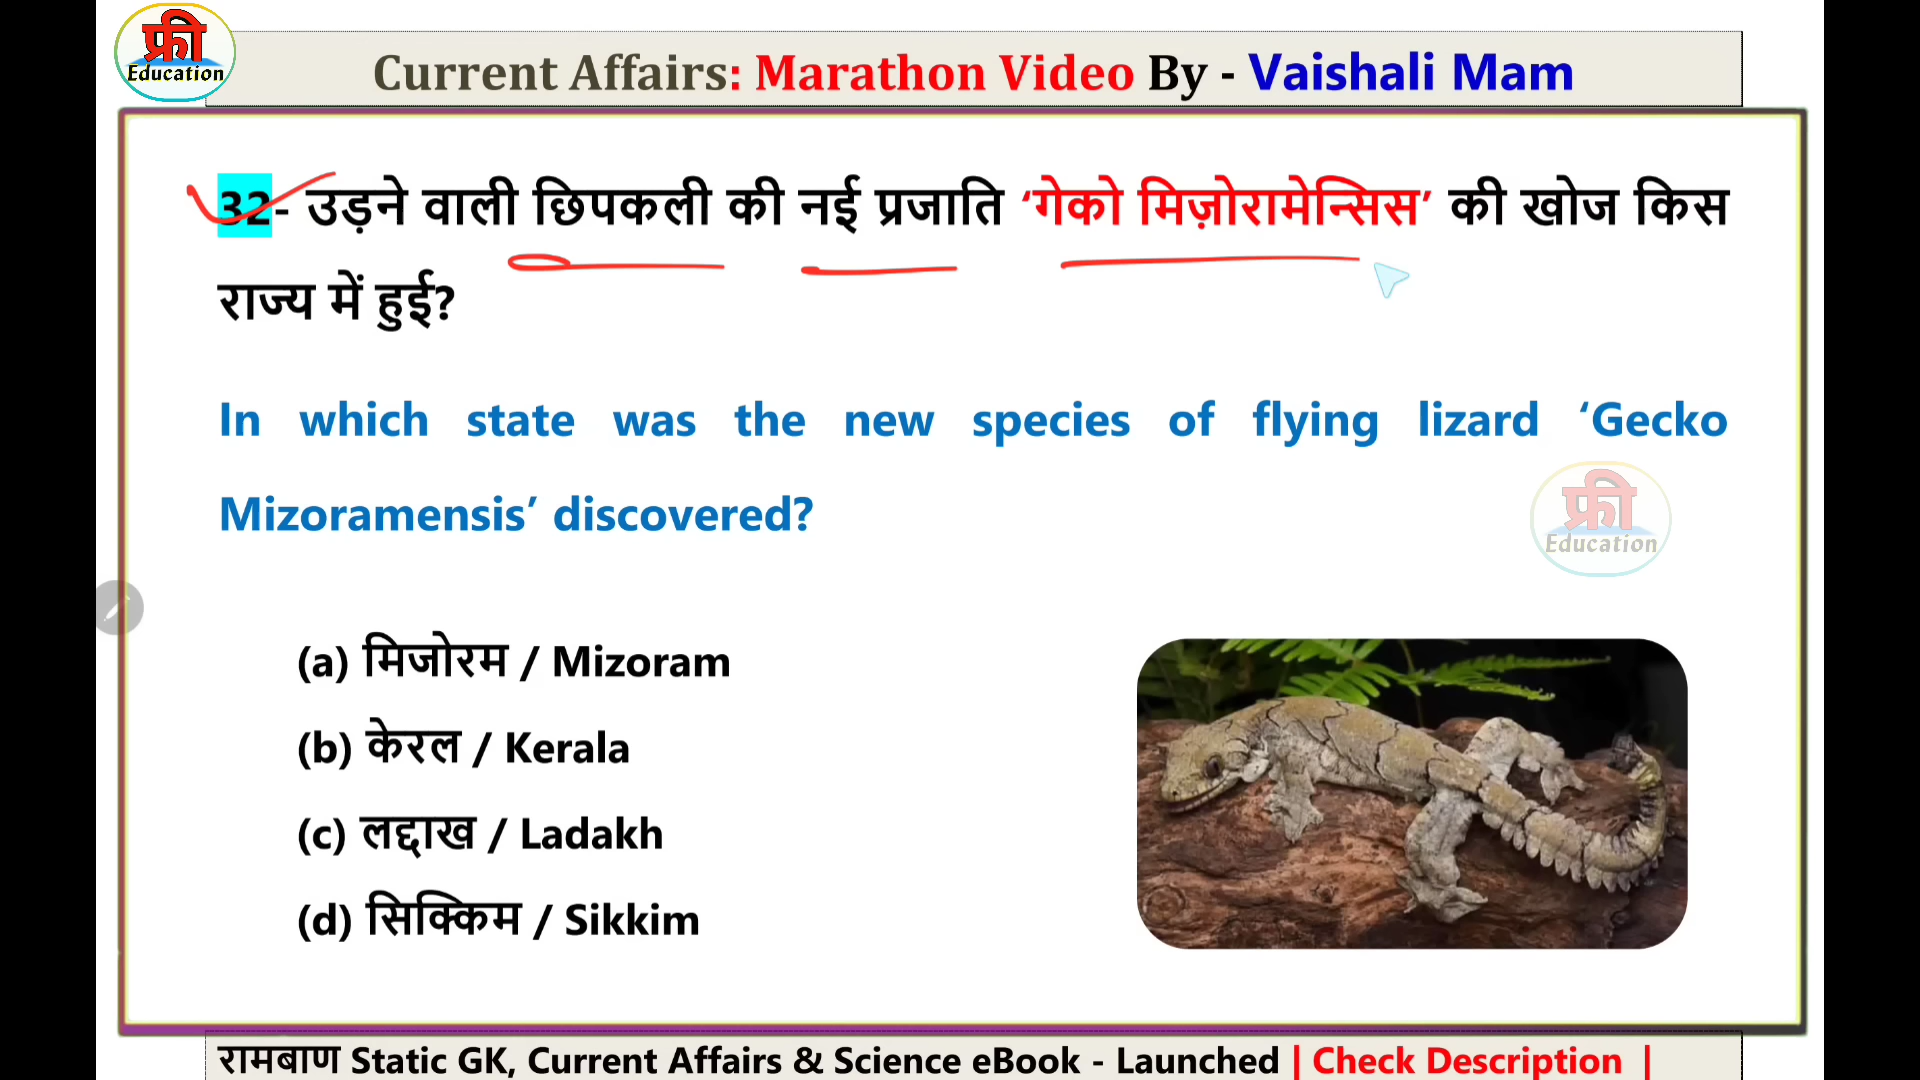 फ्री
Education
Current Affairs: Marathon Video By - Vaishali Mam
32- उड़ने वाली छिपकली की नई प्रजाति ‘गेको मिज़ोरामेन्सिस’ की खोज किस
राज्य में हुई?
In which state was the new species of flying lizard ‘Gecko
Mizoramensis’ discovered?
फ्री
Education
(a) मिजोरम / Mizoram
(b) केरल / Kerala
(c) लद्दाख / Ladakh
(d) सिक्किम / Sikkim
रामबाण Static GK, Current Affairs & Science eBook - Launched | Check Description |